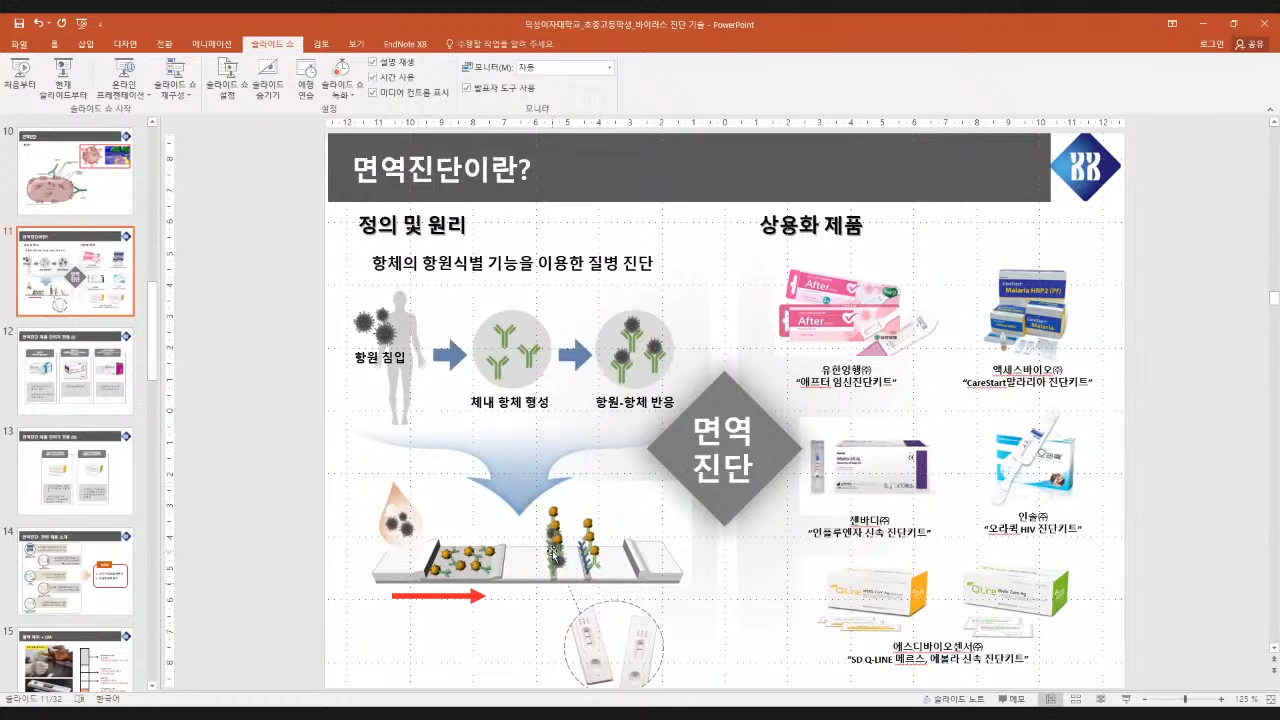 덕성여자대학교_초중고등학생_바이러스 진단 기술 - PowerPoint
파일 홈 삽입 디자인 전환 애니메이션 슬라이드 쇼 검토 보기 EndNote X8 수행할 작업을 알려 주세요. 로그인 공유
처음부터
현재 슬라이드부터
온라인 프레젠테이션
슬라이드 쇼 재구성
슬라이드 쇼 설정
슬라이드 숨기기
예행 연습
슬라이드 쇼 녹화
설명 재생
시간 사용
미디어 컨트롤 표시
모니터(M): 자동
발표자 도구 사용
슬라이드 쇼 시작 설정 모니터
10
11
12
13
14
15
면역진단이란?
정의 및 원리
항체의 항원식별 기능을 이용한 질병 진단
항원 침입
체내 항체 형성
항원-항체 반응
면역
진단
상용화 제품
After
After
유한양행㈜
"애프터 임신진단키트"
CareStart
Malaria HRP2 (Pf)
Malaria
액세스바이오㈜
"CareStart말라리아 진단키트"
젠바디㈜
"인플루엔자 신속 진단키트"
오라퀵
인솔㈜
"오라퀵 HIV 진단키트"
QLine
QLine
에스디바이오센서㈜
"SD Q-LINE 메르스, 에볼라 신속 진단키트"
슬라이드 11/32 한국어 슬라이드 노트 메모 125 %